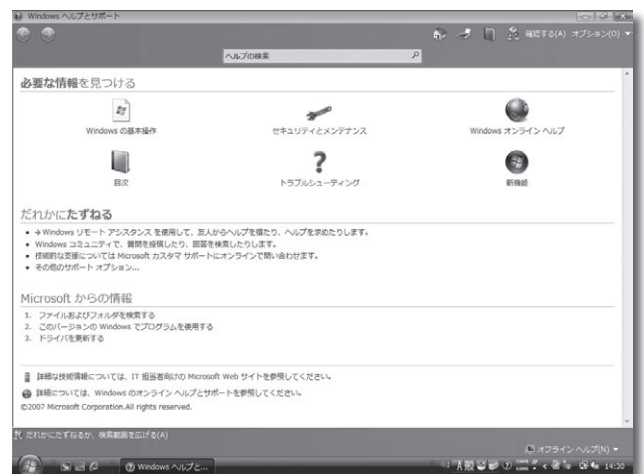 Windows ヘルプとサポート
確認する(A) オプション(O)
ヘルプの検索
必要な情報を見つける
Windows の基本操作 セキュリティとメンテナンス Windows オンライン ヘルプ
目次 トラブルシューティング 新機能
だれかにたずねる
Windows リモート アシスタンス を使用して、友人からヘルプを得たり、ヘルプを求めたりします。
Windows コミュニティで、質問を投稿したり、回答を検索したりします。
技術的な支援については Microsoft カスタマ サポートにオンラインで問い合わせます。
その他のサポート オプション...
Microsoft からの情報
1. ファイルおよびフォルダを検索する
2. このバージョンの Windows でプログラムを使用する
3. ドライバを更新する
詳細な技術情報については、IT 担当者向けの Microsoft Web サイトを参照してください。
詳細については、Windows のオンライン ヘルプとサポートを参照してください。
©2007 Microsoft Corporation.All rights reserved.
だれかにたずねるか、検索範囲を広げる(A)
オフライン ヘルプ(N)
Windows ヘルプと... A 般 14:30